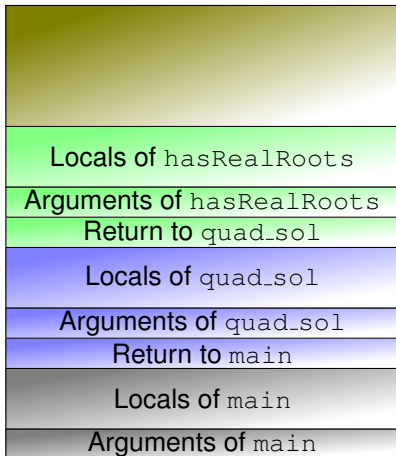 Locals of hasRealRoots
Arguments of hasRealRoots
Return to quad_sol
Locals of quad_sol
Arguments of quad_sol
Return to main
Locals of main
Arguments of main